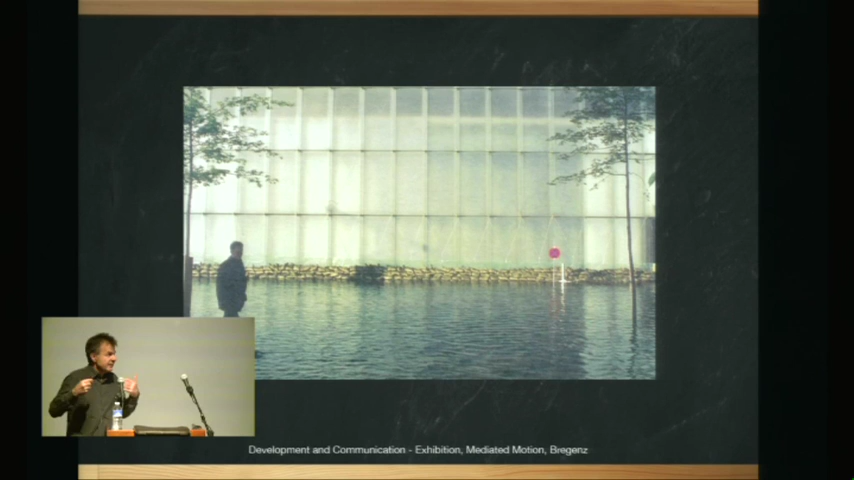 Development and Communication - Exhibition, Mediated Motion, Bregenz